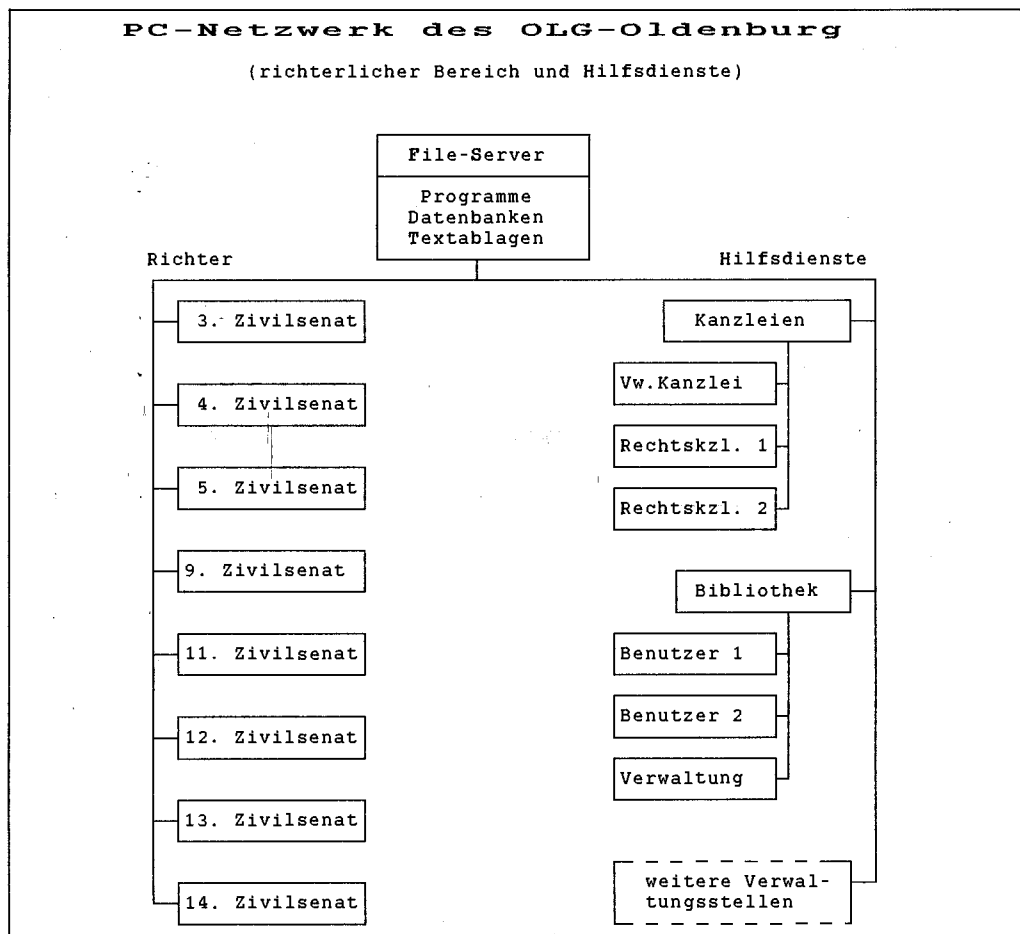 PC-Netzwerk des OLG-Oldenburg
(richterlicher Bereich und Hilfsdienste)
File-Server
Programme
Datenbanken
Textablagen
Richter
3. Zivilsenat
4. Zivilsenat
5. Zivilsenat
9. Zivilsenat
11. Zivilsenat
12. Zivilsenat
13. Zivilsenat
14. Zivilsenat
Hilfsdienste
Kanzleien
Vw.Kanzlei
Rechtskzl. 1
Rechtskzl. 2
Bibliothek
Benutzer 1
Benutzer 2
Verwaltung
weitere Verwal-
tungsstellen